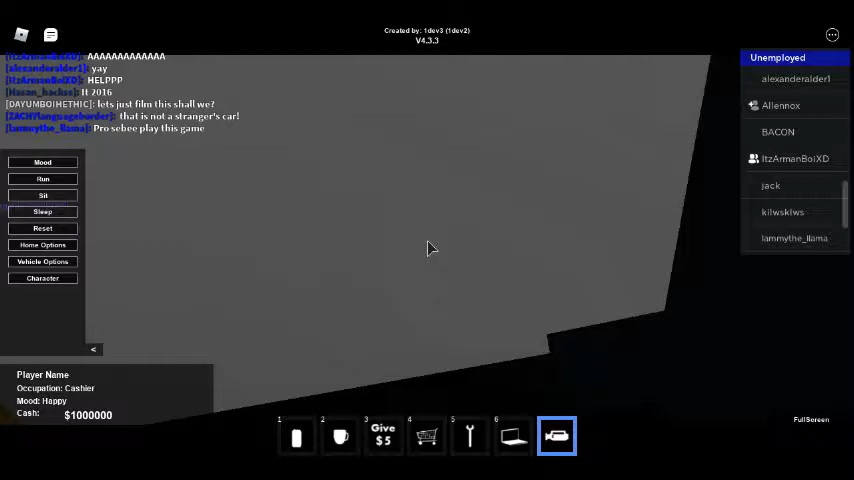 Created by: 1dev3 (1dev2)
V4.3.3
[ItzArmanBoiXD]: AAAAAAAAAAAAA
[alexanderalder1]: yay
[ItzArmanBoiXD]: HELPPP
[Hasan_hackss]: It 2016
[DAYUMBOIHETHIC]: lets just film this shall we?
[ZACHYlanguageborder]: that is not a stranger's car!
[lammythe_llama]: Pro sebee play this game
Unemployed
alexanderalder1
Allennox
BACON
ItzArmanBoiXD
jack
kilwsklws
lammythe_llama
Mood
Run
Sit
Sleep
Reset
Home Options
Vehicle Options
Character
<
Player Name
Occupation: Cashier
Mood: Happy
Cash: $1000000
1 2 3 4 5 6
Give
$5
FullScreen